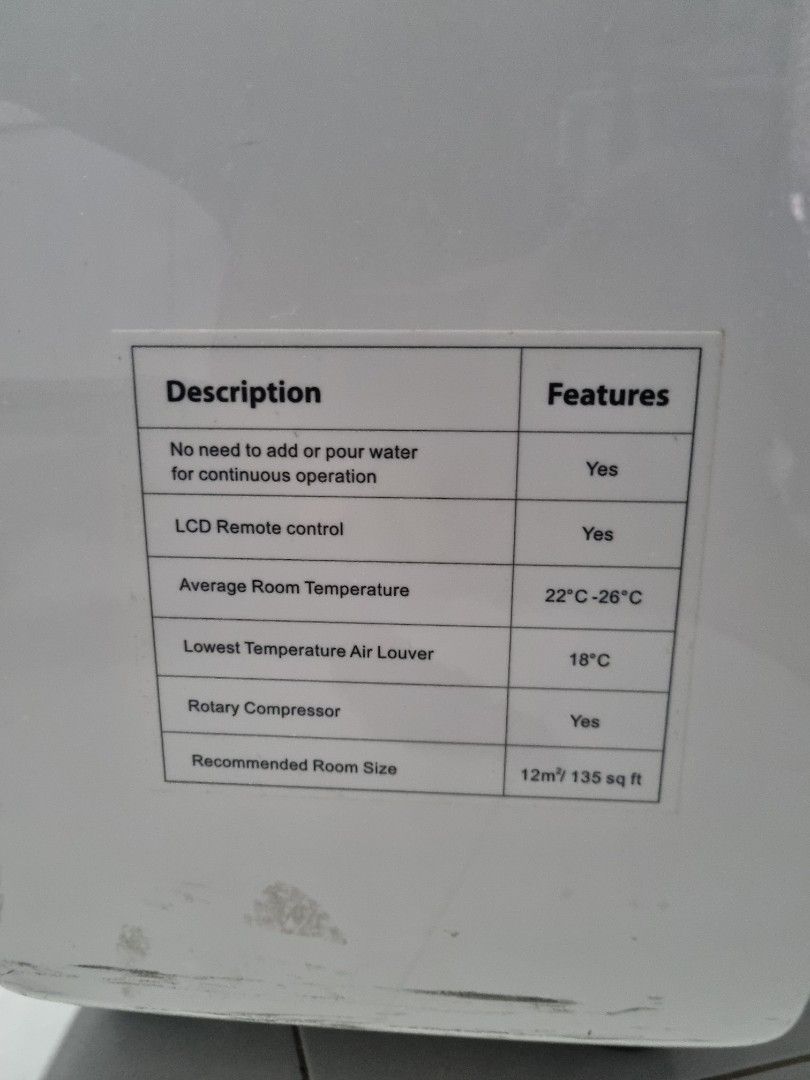 Description Features
No need to add or pour water
for continuous operation Yes
LCD Remote control Yes
Average Room Temperature 22°C -26°C
Lowest Temperature Air Louver 18°C
Rotary Compressor Yes
Recommended Room Size 12m²/ 135 sq ft